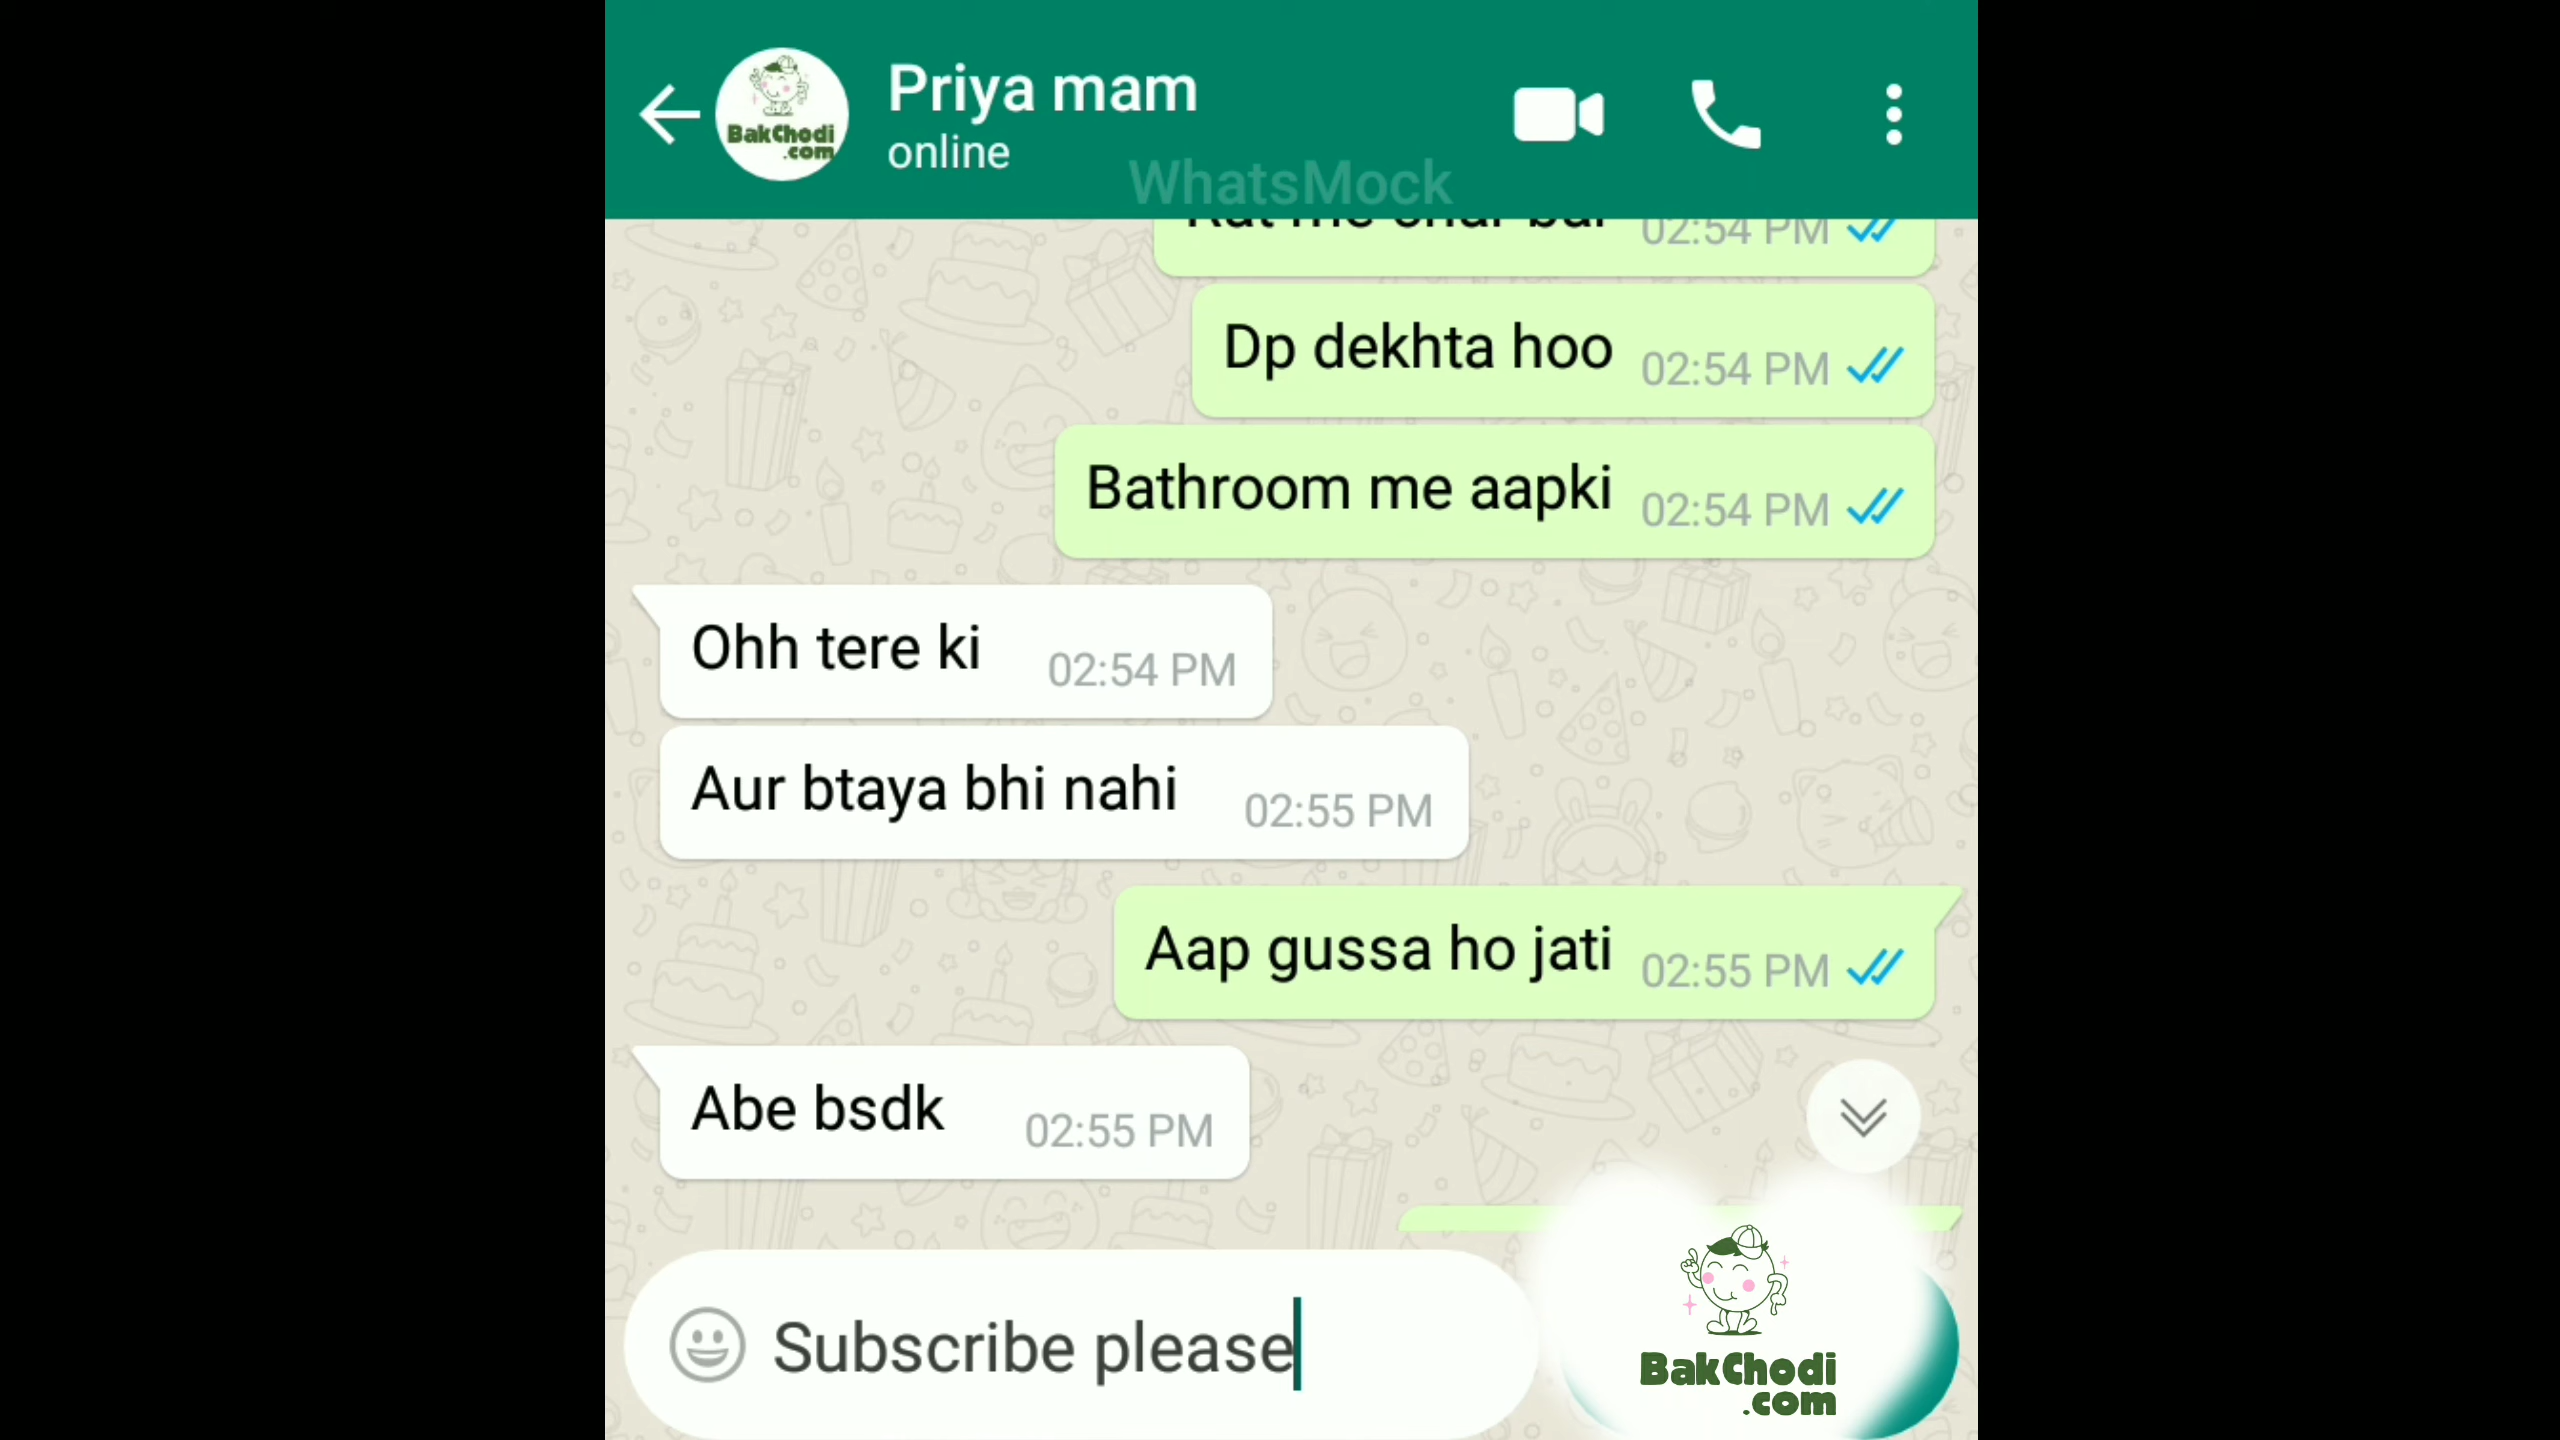 BakChodi
.com
Priya mam
online
WhatsMock
02:54 PM
Dp dekhta hoo 02:54 PM
Bathroom me aapki 02:54 PM
Ohh tere ki 02:54 PM
Aur btaya bhi nahi 02:55 PM
Aap gussa ho jati 02:55 PM
Abe bsdk 02:55 PM
Subscribe please
BakChodi
.com